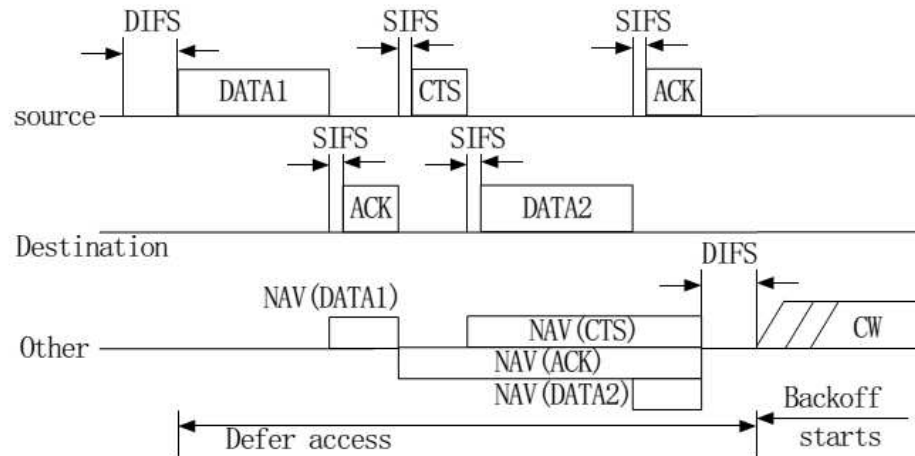 DIFS
SIFS
SIFS
DATA1
CTS
ACK
source
SIFS
SIFS
ACK
DATA2
Destination
DIFS
NAV(DATA1)
NAV(CTS)
CW
Other
NAV(ACK)
NAV(DATA2)
Backoff
starts
Defer access